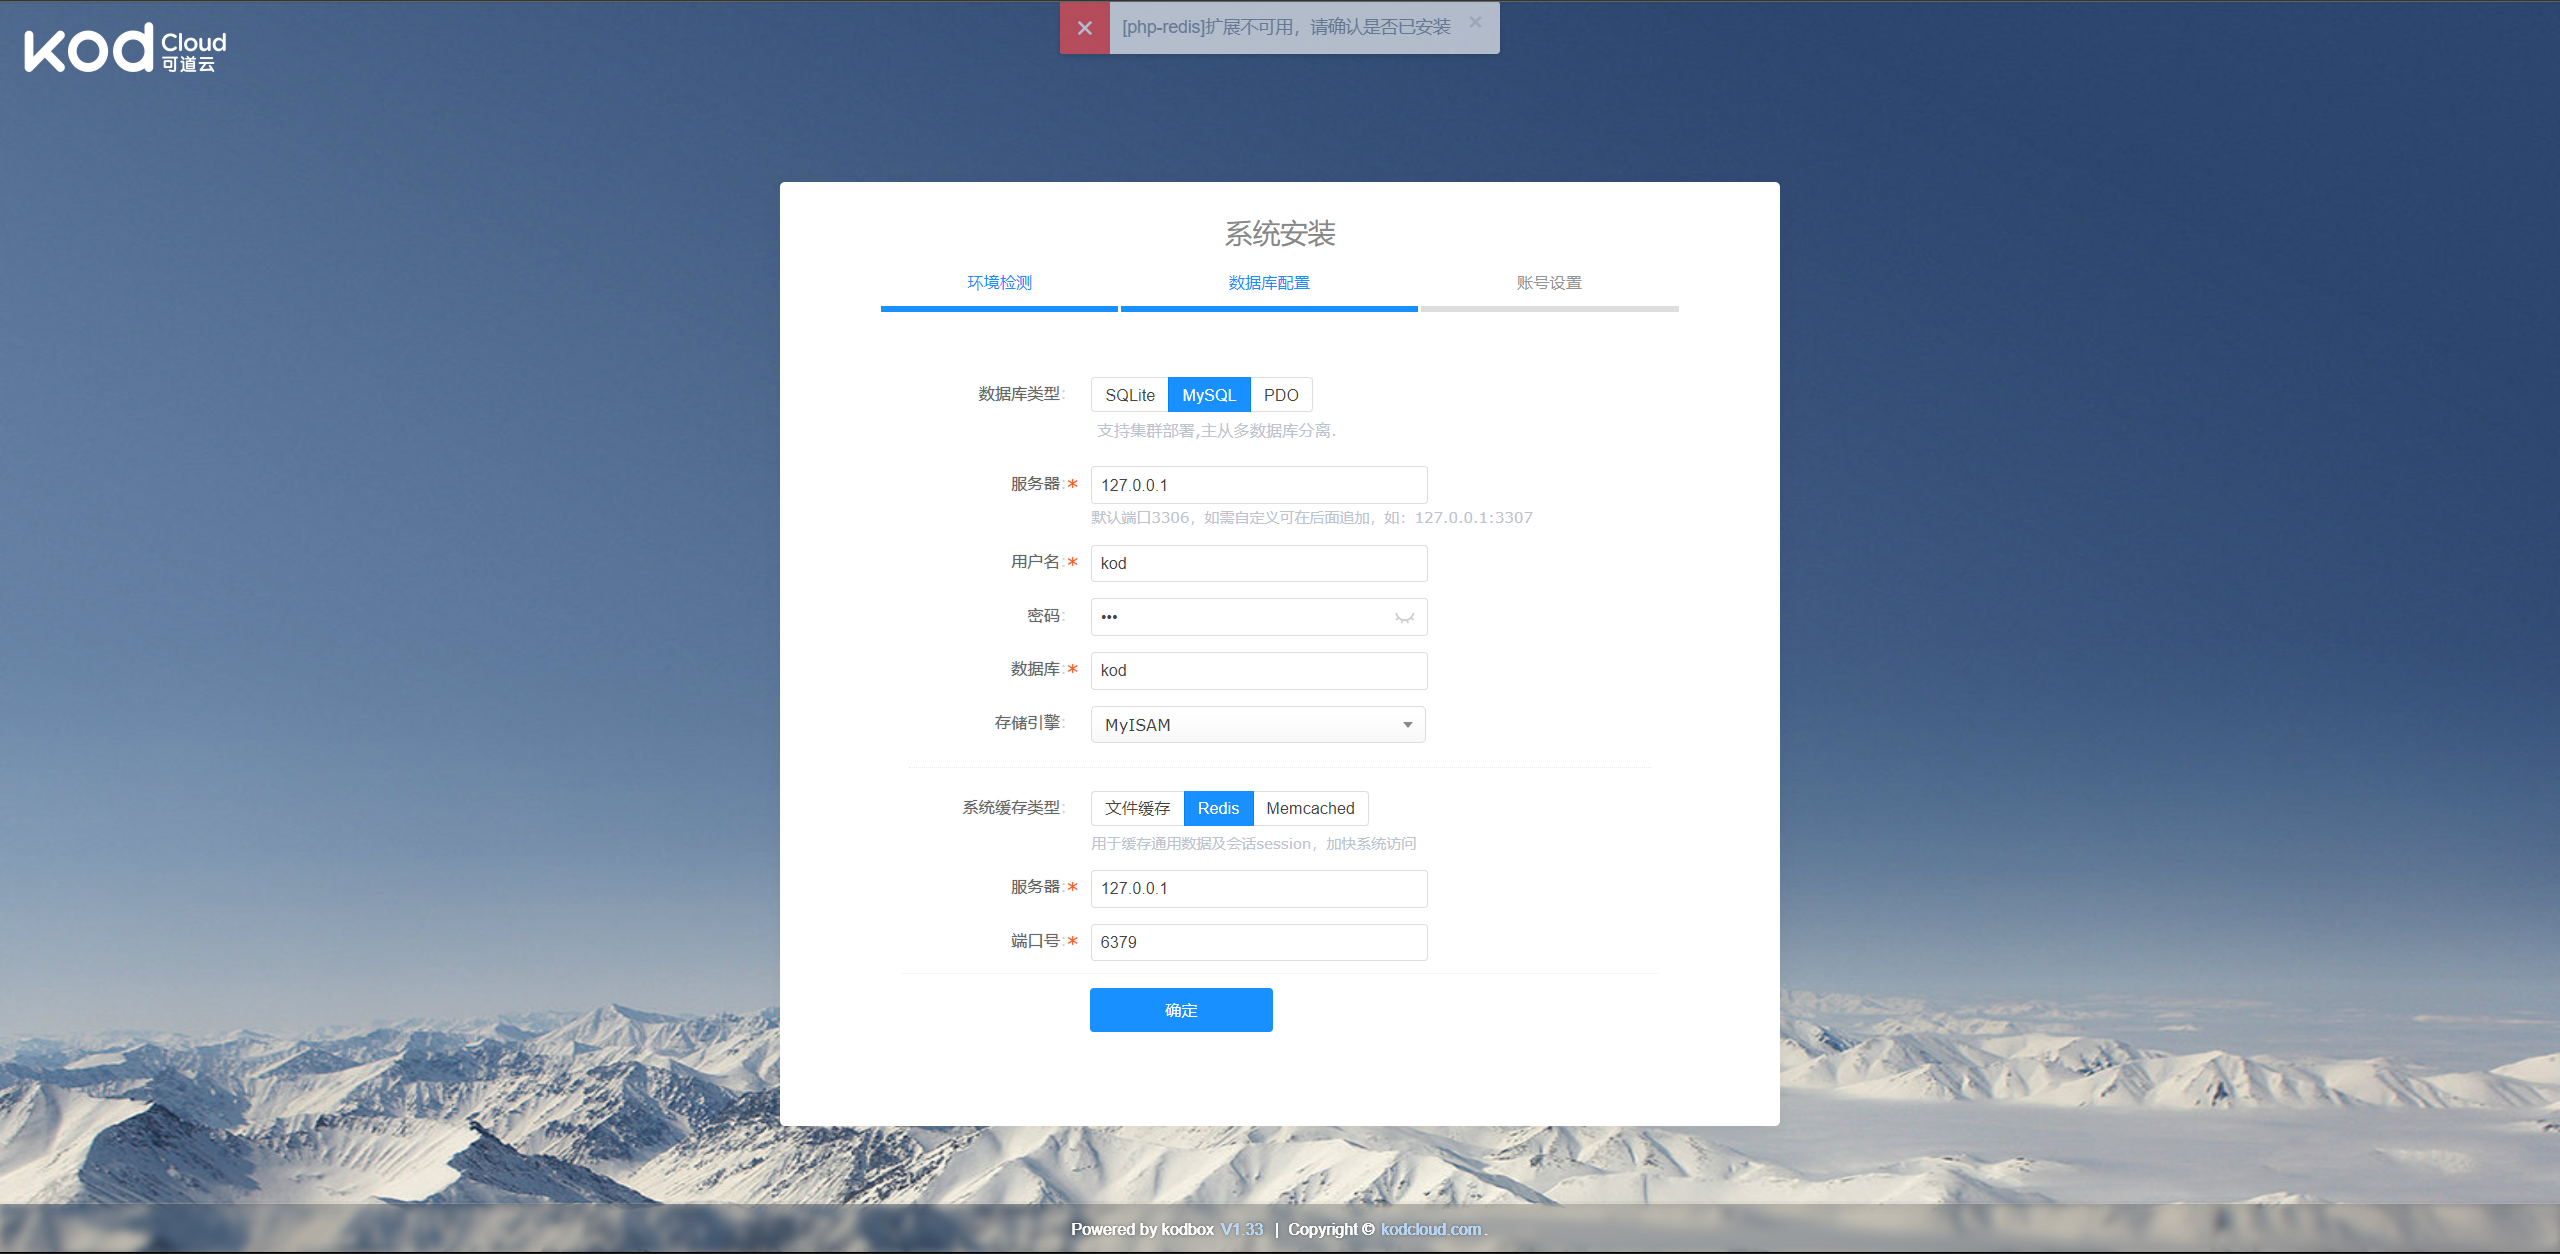 [php-redis]扩展不可用，请确认是否已安装
kod Cloud
可道云
系统安装
环境检测 数据库配置 账号设置
数据库类型: SQLite MySQL PDO
支持集群部署,主从多数据库分离.
服务器:* 127.0.0.1
默认端口3306，如需自定义可在后面追加，如：127.0.0.1:3307
用户名:* kod
密码: •••
数据库:* kod
存储引擎: MyISAM
系统缓存类型: 文件缓存 Redis Memcached
用于缓存通用数据及会话session，加快系统访问
服务器:* 127.0.0.1
端口号:* 6379
确定
Powered by kodbox V1.33 | Copyright © kodcloud.com.